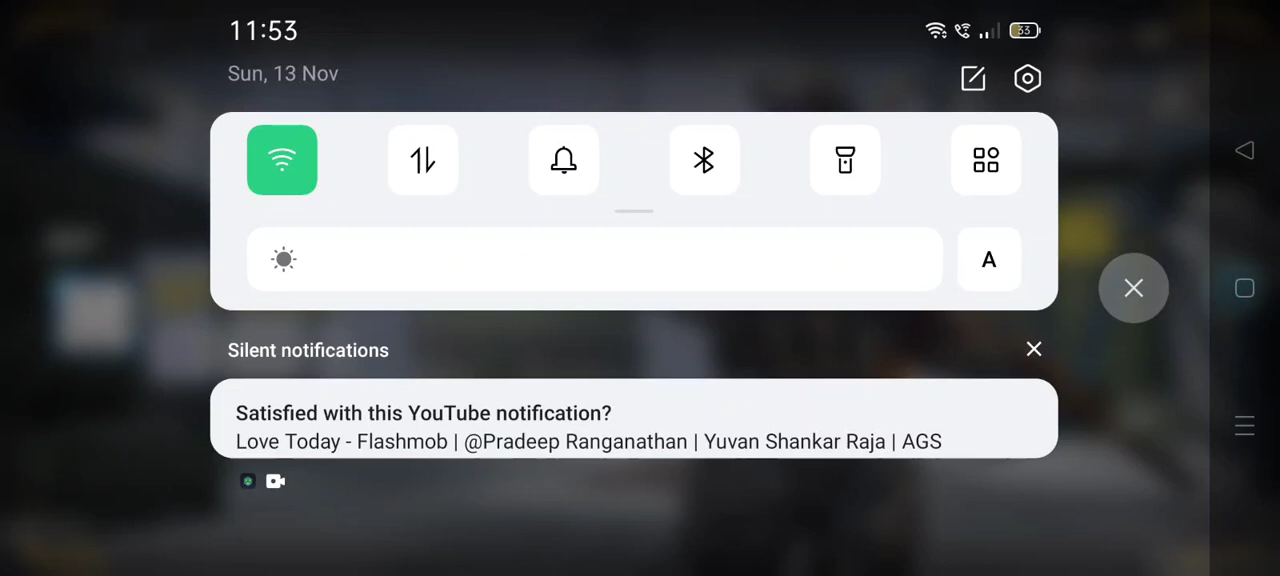 11:53
33
Sun, 13 Nov
A
Silent notifications
Satisfied with this YouTube notification?
Love Today - Flashmob | @Pradeep Ranganathan | Yuvan Shankar Raja | AGS